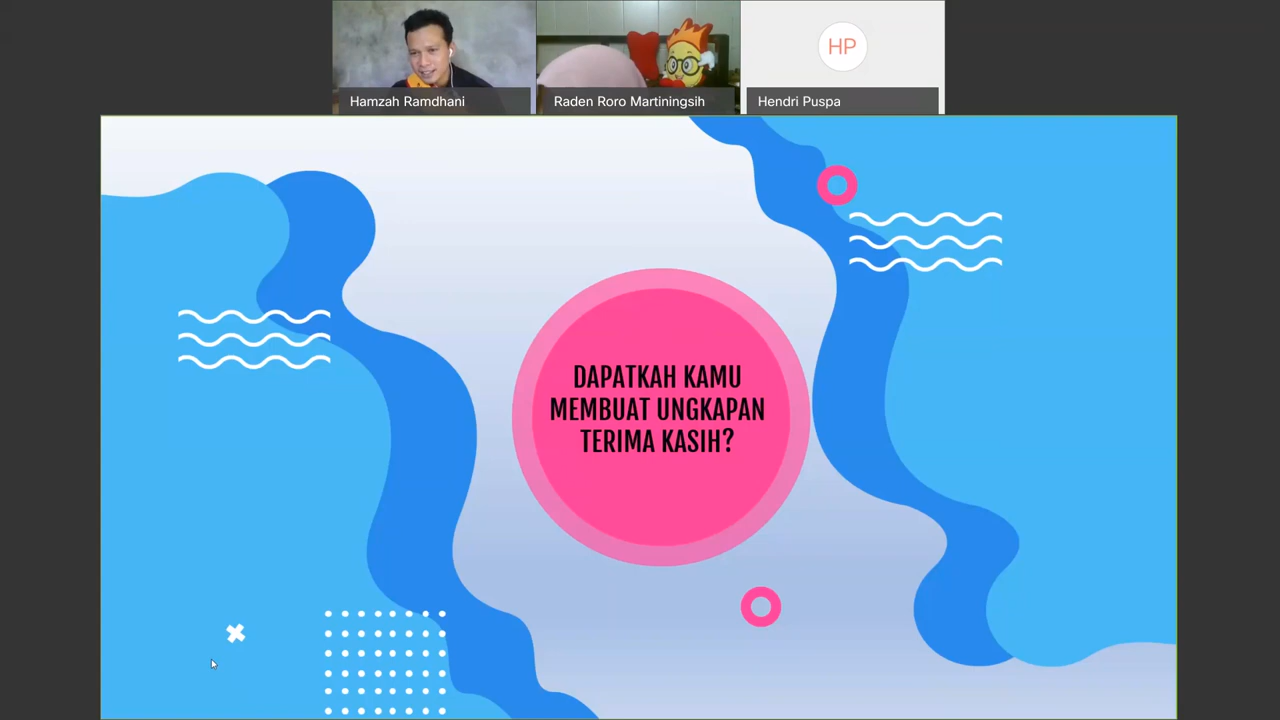 HP
Hamzah Ramdhani
Raden Roro Martiningsih
Hendri Puspa
DAPATKAH KAMU
MEMBUAT UNGKAPAN
TERIMA KASIH?